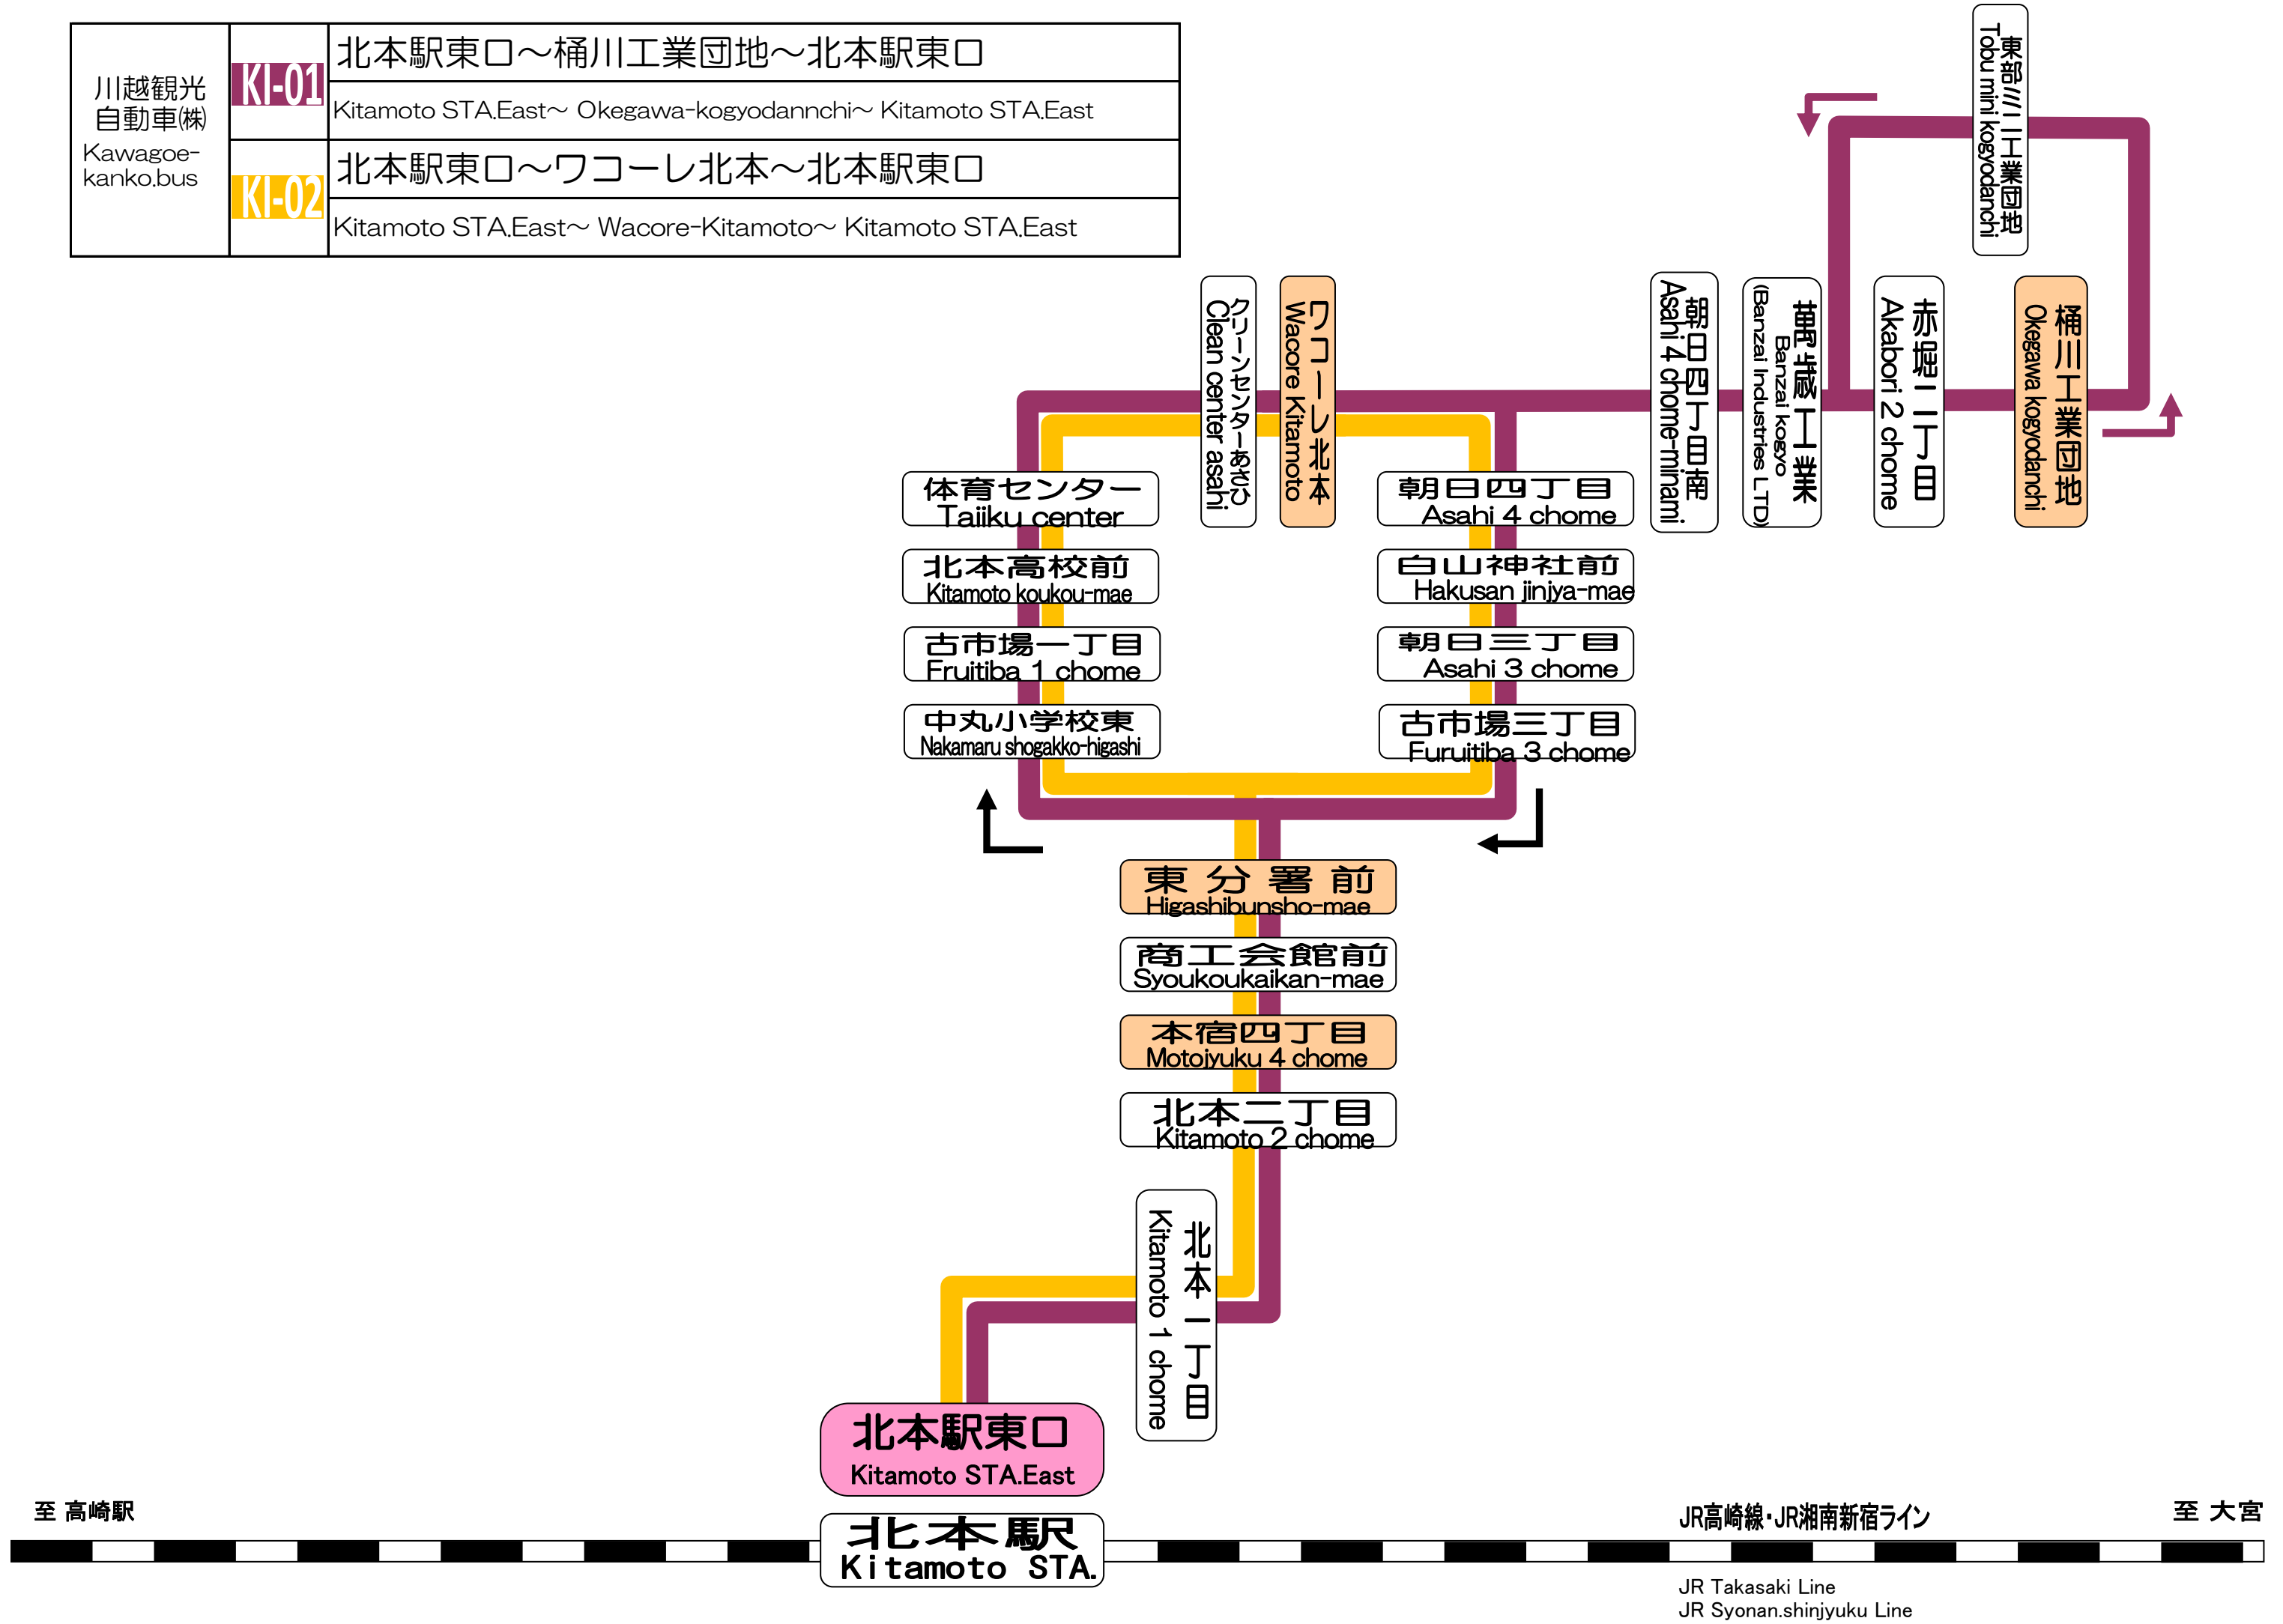 川越観光
自動車㈱
Kawagoe-
kanko.bus
KI-01
北本駅東口～桶川工業団地～北本駅東口
Kitamoto STA.East～ Okegawa-kogyodannchi～ Kitamoto STA.East
KI-02
北本駅東口～ワコーレ北本～北本駅東口
Kitamoto STA.East～ Wacore-Kitamoto～ Kitamoto STA.East
東部ミニ工業団地
Tobu mini kogyodanchi
クリーンセンターあさひ
Clean center asahi
ワコーレ北本
Wacore Kitamoto
朝日四丁目南
Asahi 4 chome-minami
萬歳工業
Banzai kogyo
(Banzai Industries LTD)
赤堀二丁目
Akabori 2 chome
桶川工業団地
Okegawa kogyodanchi
体育センター
Taiiku center
北本高校前
Kitamoto koukou-mae
古市場一丁目
Fruitiba 1 chome
中丸小学校東
Nakamaru shogakko-higashi
朝日四丁目
Asahi 4 chome
白山神社前
Hakusan jinjya-mae
朝日三丁目
Asahi 3 chome
古市場三丁目
Furuitiba 3 chome
東分署前
Higashibunsho-mae
商工会館前
Syoukoukaikan-mae
本宿四丁目
Motojyuku 4 chome
北本二丁目
Kitamoto 2 chome
北本一丁目
Kitamoto 1 chome
北本駅東口
Kitamoto STA.East
至 高崎駅
北本駅
Kitamoto STA.
JR高崎線・JR湘南新宿ライン
至 大宮
JR Takasaki Line
JR Syonan.shinjyuku Line